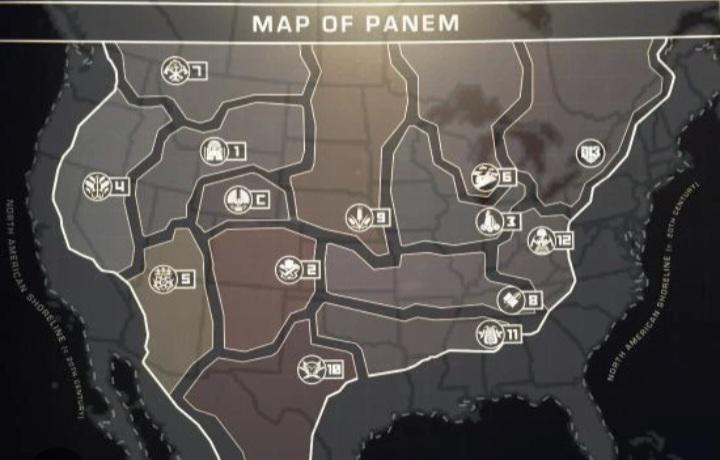 MAP OF PANEM
7
1
4
C
6
D13
9
3
12
5
2
8
11
10
NORTH AMERICAN SHORELINE (c 20TH CENTURY)
NORTH AMERICAN SHORELINE (c 20TH CENTURY)